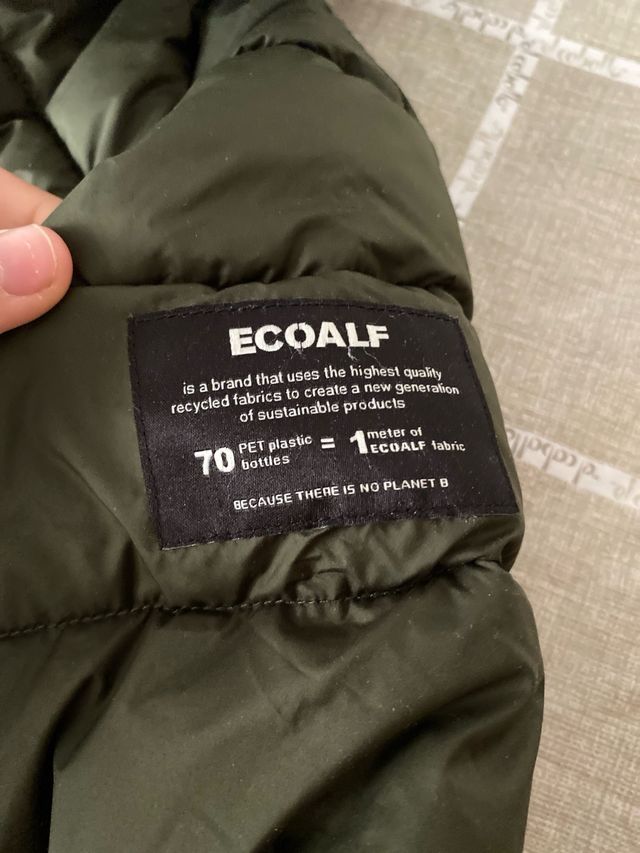 ECOALF
is a brand that uses the highest quality
recycled fabrics to create a new generation
of sustainable products
70 PET plastic bottles = 1 meter of ECOALF fabric
BECAUSE THERE IS NO PLANET B